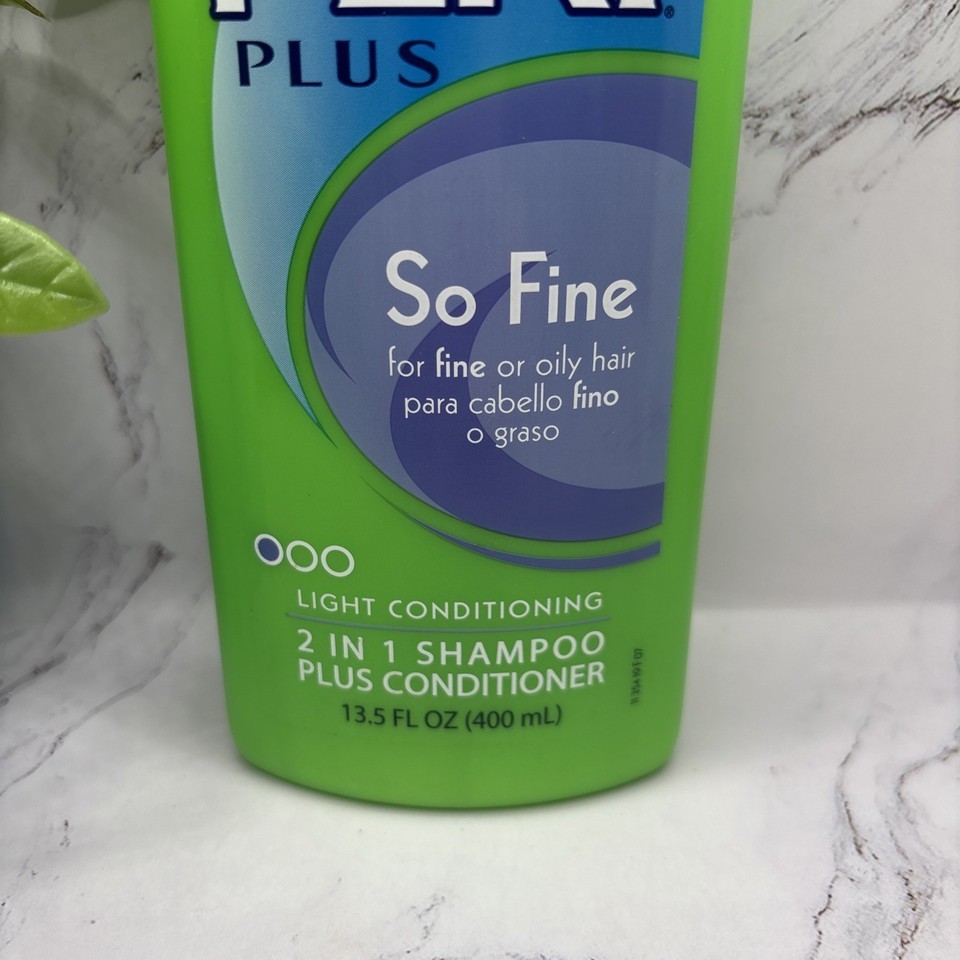 PLUS
So Fine
for fine or oily hair
para cabello fino
o graso
LIGHT CONDITIONING
2 IN 1 SHAMPOO
PLUS CONDITIONER
13.5 FL OZ (400 mL)